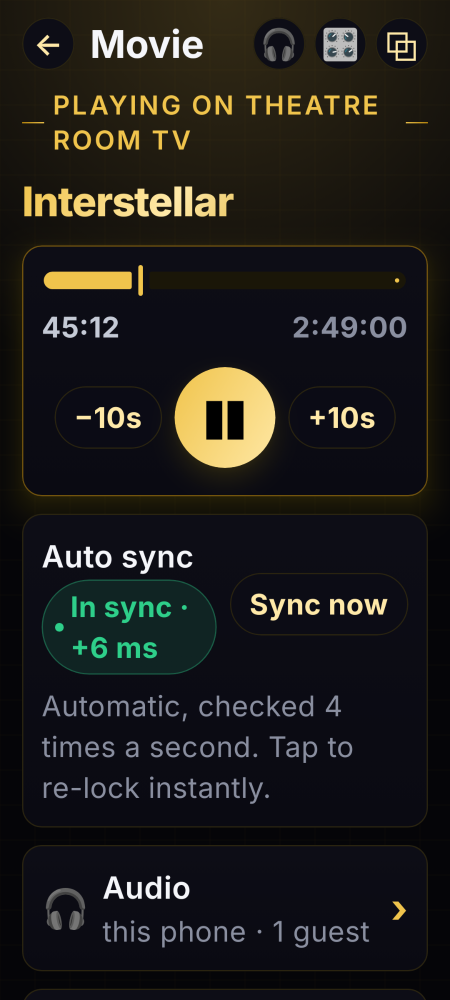 Movie
PLAYING ON THEATRE
ROOM TV
Interstellar
45:12 2:49:00
−10s +10s
Auto sync
In sync ·
+6 ms
Sync now
Automatic, checked 4
times a second. Tap to
re-lock instantly.
Audio
this phone · 1 guest